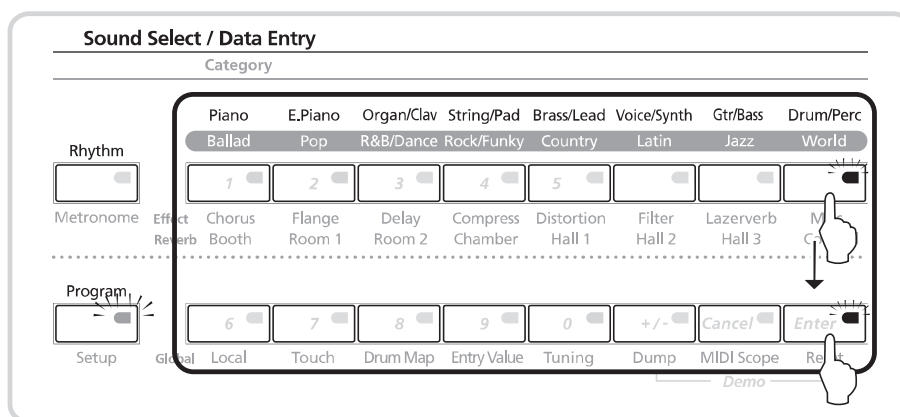 Sound Select / Data Entry
Category
Piano E.Piano Organ/Clav String/Pad Brass/Lead Voice/Synth Gtr/Bass Drum/Perc
Ballad Pop R&B/Dance Rock/Funky Country Latin Jazz World
Rhythm
1 2 3 4 5
Metronome Effect Chorus Flange Delay Compress Distortion Filter Lazerverb
Reverb Booth Room 1 Room 2 Chamber Hall 1 Hall 2 Hall 3
Program
6 7 8 9 0 +/- Cancel Enter
Setup Global Local Touch Drum Map Entry Value Tuning Dump MIDI Scope
Demo